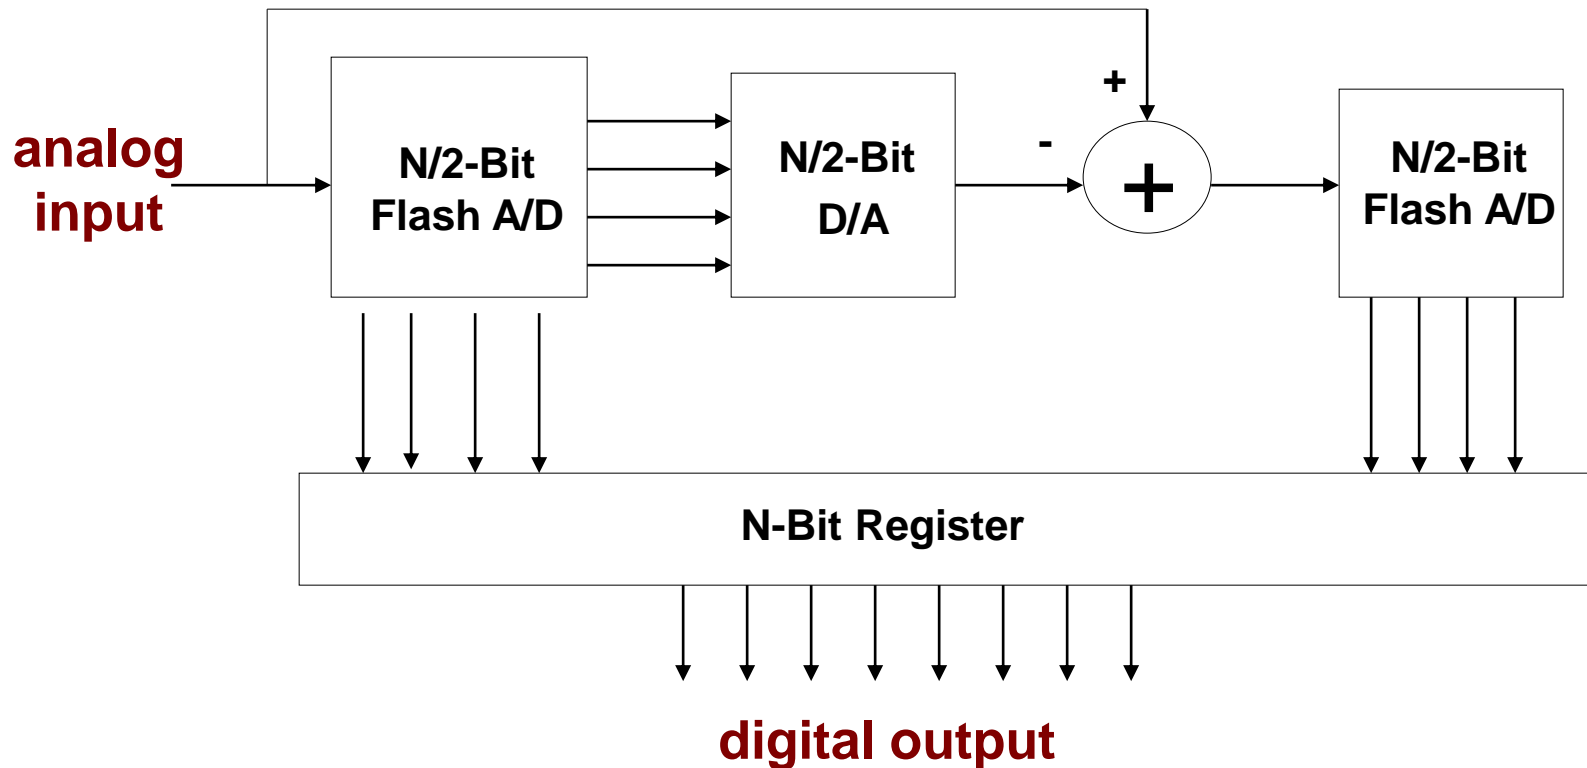 analog
input
N/2-Bit
Flash A/D
N/2-Bit
D/A
+
-
+
N/2-Bit
Flash A/D
N-Bit Register
digital output